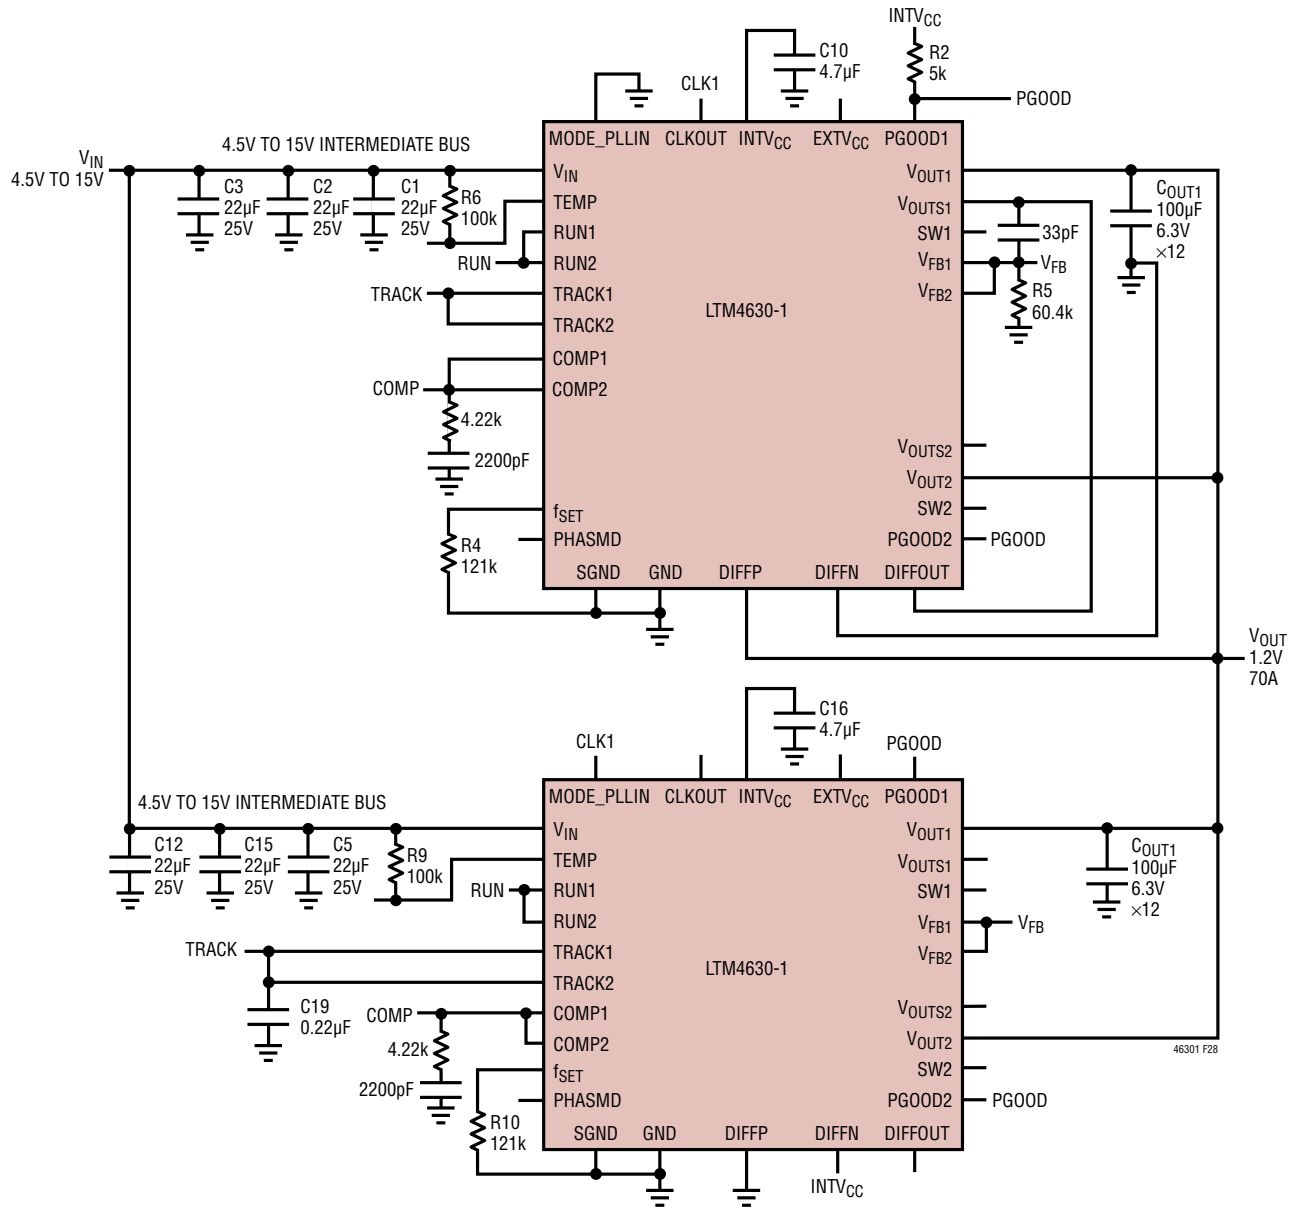 INTVCC
R2
5k
PGOOD
C10
4.7µF
CLK1
MODE_PLLIN CLKOUT INTVCC EXTVCC PGOOD1
4.5V TO 15V INTERMEDIATE BUS
VIN
4.5V TO 15V
C3
22µF
25V
C2
22µF
25V
C1
22µF
25V
R6
100k
VIN
TEMP
RUN1
RUN
RUN2
TRACK
TRACK1
TRACK2
COMP1
COMP
COMP2
4.22k
2200pF
fSET
PHASMD
R4
121k
LTM4630-1
VOUT1
VOUTS1
SW1
VFB1
VFB2
33pF
VFB
R5
60.4k
COUT1
100µF
6.3V
×12
VOUTS2
VOUT2
SW2
PGOOD2 PGOOD
SGND GND DIFFP DIFFN DIFFOUT
VOUT
1.2V
70A
C16
4.7µF
CLK1
PGOOD
MODE_PLLIN CLKOUT INTVCC EXTVCC PGOOD1
4.5V TO 15V INTERMEDIATE BUS
C12
22µF
25V
C15
22µF
25V
C5
22µF
25V
R9
100k
VIN
TEMP
RUN
RUN1
RUN2
TRACK
TRACK1
TRACK2
C19
0.22µF
COMP
COMP1
COMP2
4.22k
2200pF
fSET
PHASMD
R10
121k
LTM4630-1
VOUT1
VOUTS1
SW1
VFB1
VFB
VFB2
COUT1
100µF
6.3V
×12
VOUTS2
VOUT2
SW2
PGOOD2 PGOOD
46301 F28
SGND GND DIFFP DIFFN DIFFOUT
INTVCC